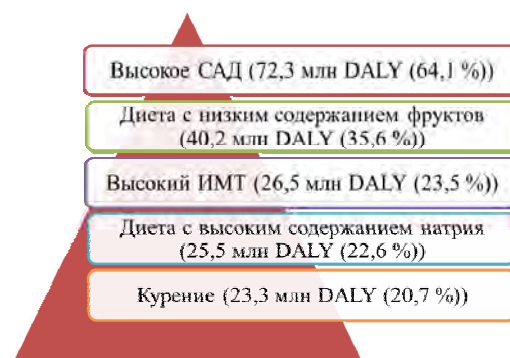 Высокое САД (72,3 млн DALY (64,1 %))
Диета с низким содержанием фруктов
(40,2 млн DALY (35,6 %))
Высокий ИМТ (26,5 млн DALY (23,5 %))
Диета с высоким содержанием натрия
(25,5 млн DALY (22,6 %))
Курение (23,3 млн DALY (20,7 %))